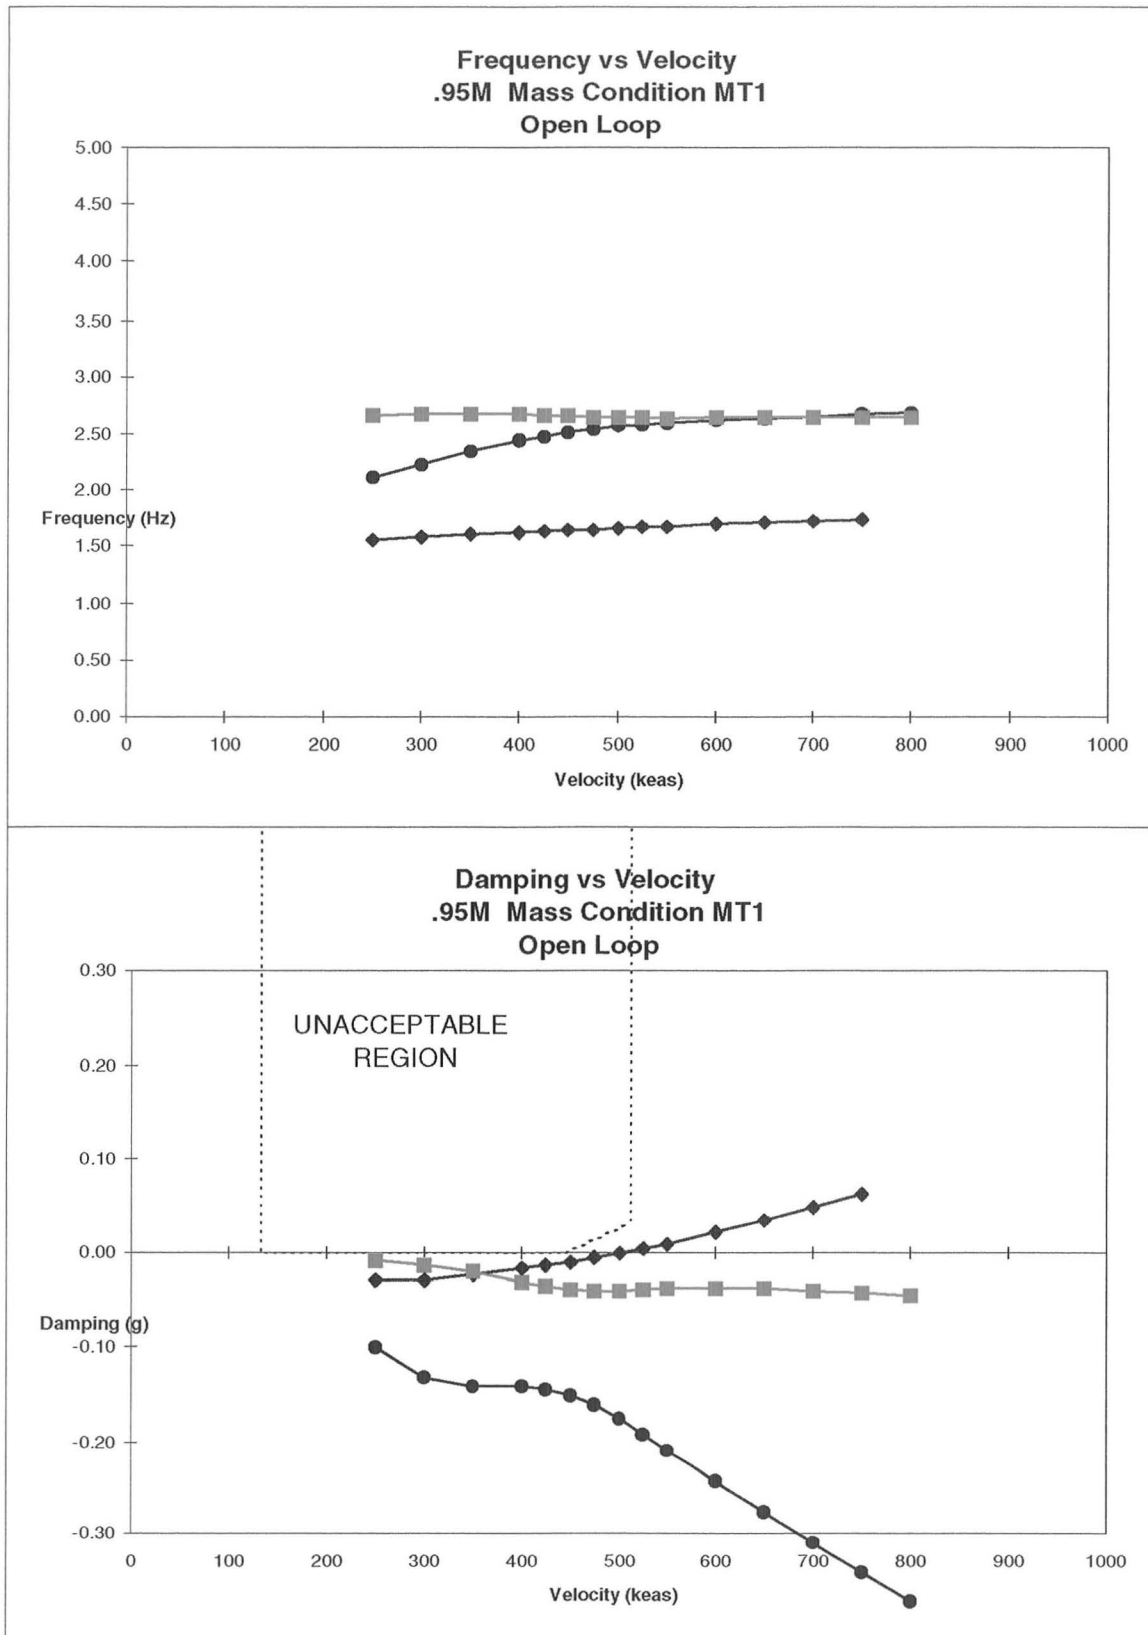 Frequency vs Velocity
.95M Mass Condition MT1
Open Loop
5.00
4.50
4.00
3.50
3.00
2.50
2.00
Frequency (Hz)
1.50
1.00
0.50
0.00
0 100 200 300 400 500 600 700 800 900 1000
Velocity (keas)
Damping vs Velocity
.95M Mass Condition MT1
Open Loop
0.30
UNACCEPTABLE
REGION
0.20
0.10
0.00
Damping (g)
-0.10
-0.20
-0.30
0 100 200 300 400 500 600 700 800 900 1000
Velocity (keas)